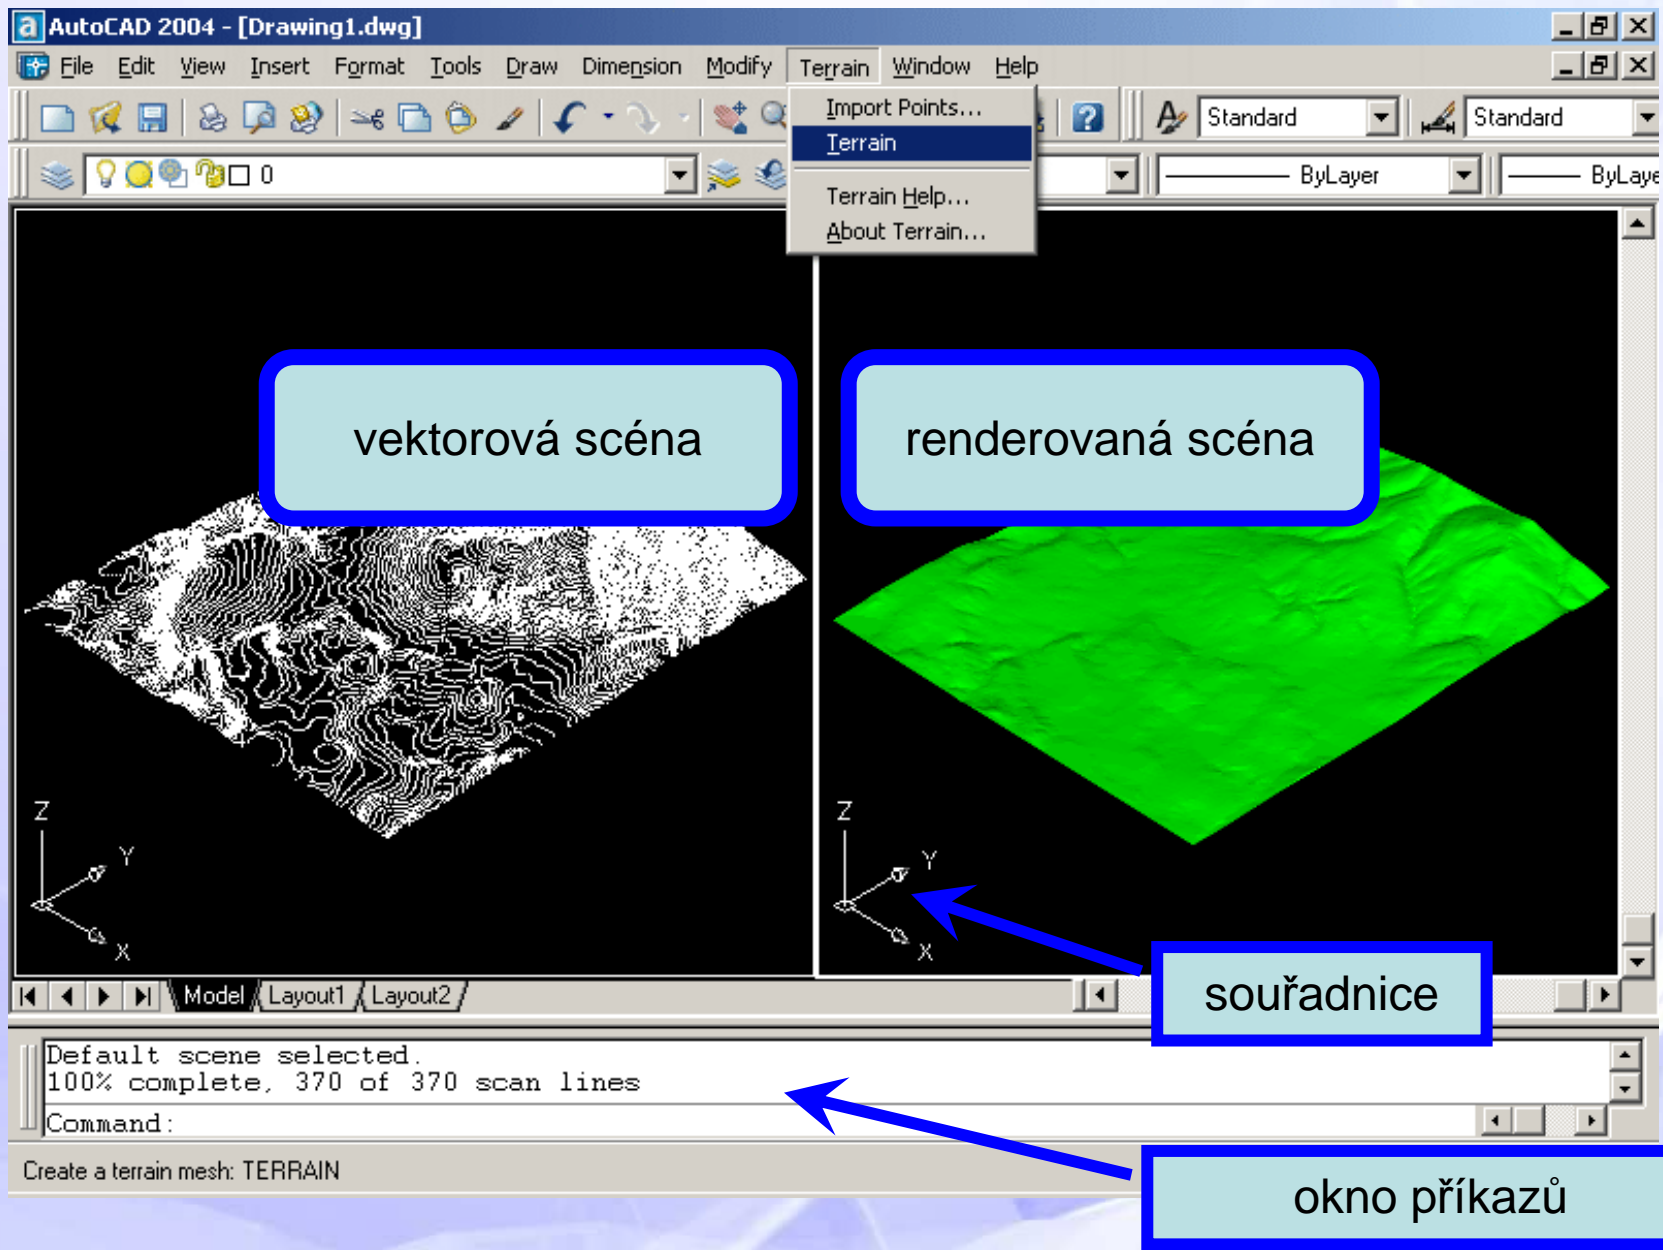 AutoCAD 2004 - [Drawing1.dwg]
File Edit View Insert Format Tools Draw Dimension Modify Terrain Window Help
Import Points...
Terrain
Terrain Help...
About Terrain...
Standard
Standard
0
ByLayer
ByLaye
vektorová scéna
renderovaná scéna
Z
Y
X
Z
Y
X
souřadnice
Model Layout1 Layout2
Default scene selected.
100% complete, 370 of 370 scan lines
Command:
Create a terrain mesh: TERRAIN
okno příkazů